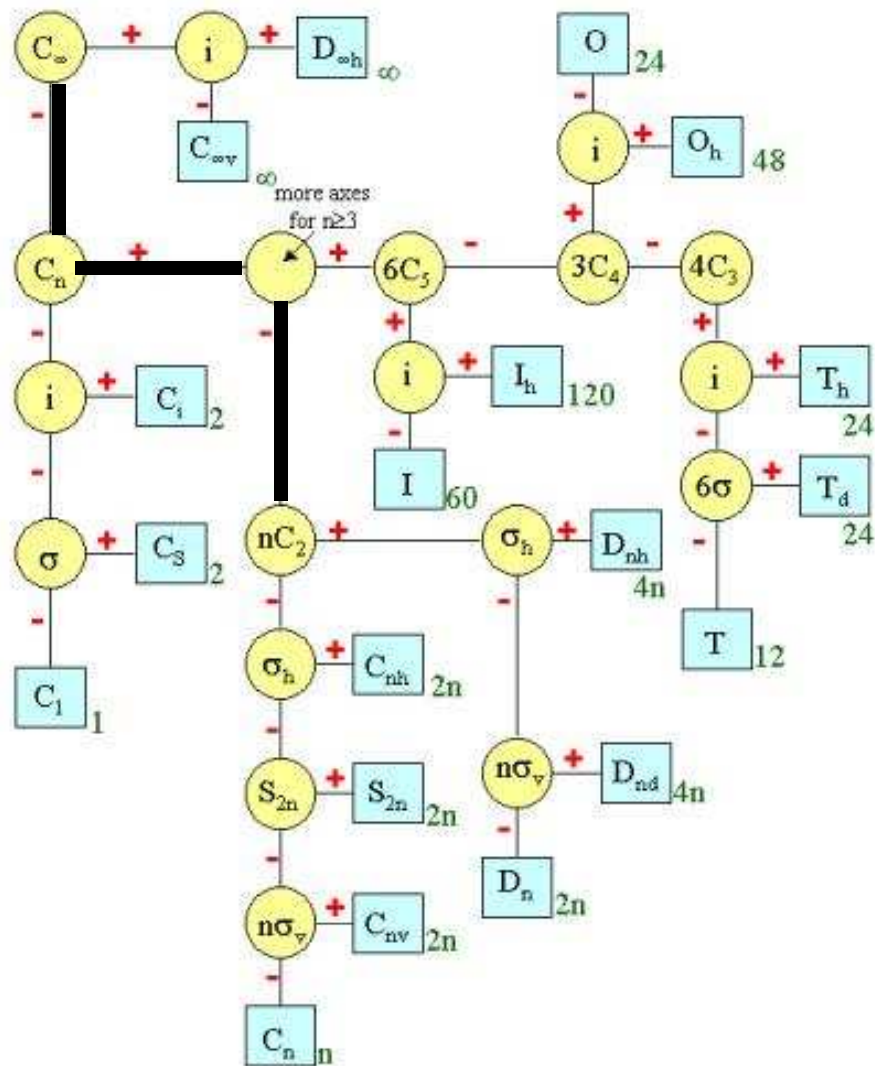 C∞ + i + D∞h ∞
- -
C∞v ∞
O 24
-
i + Oh 48
+
more axes
for n≥3
Cn + + 6C5 - 3C4 - 4C3
- - + +
i + Ci 2
i + Ih 120
i + Th 24
- - -
I 60
6σ + Td 24
-
T 12
σ + CS 2
-
C1 1
nC2 + σh + Dnh 4n
- -
σh + Cnh 2n
-
S2n + S2n 2n
nσv + Dnd 4n
- -
Dn 2n
nσv + Cnv 2n
-
Cn n